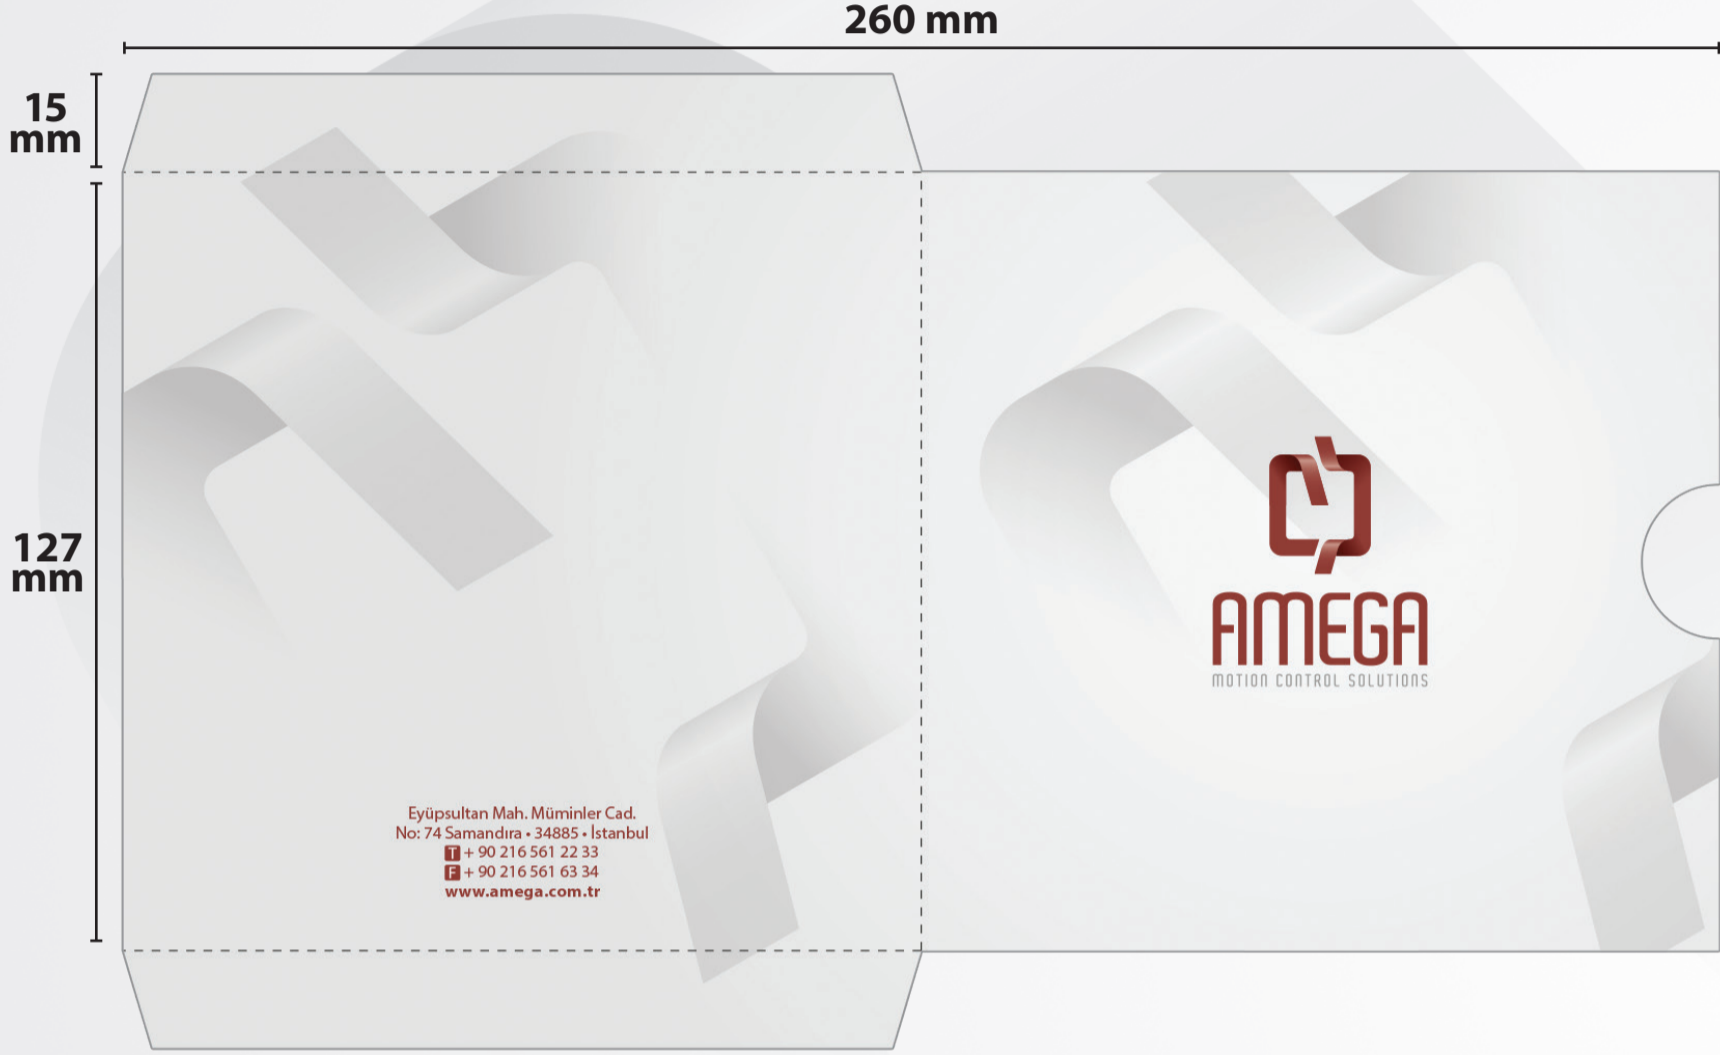 260 mm
15
mm
127
mm
AMEGA
MOTION CONTROL SOLUTIONS
Eyüpsultan Mah. Müminler Cad.
No: 74 Samandıra • 34885 • İstanbul
T + 90 216 561 22 33
F + 90 216 561 63 34
www.amega.com.tr